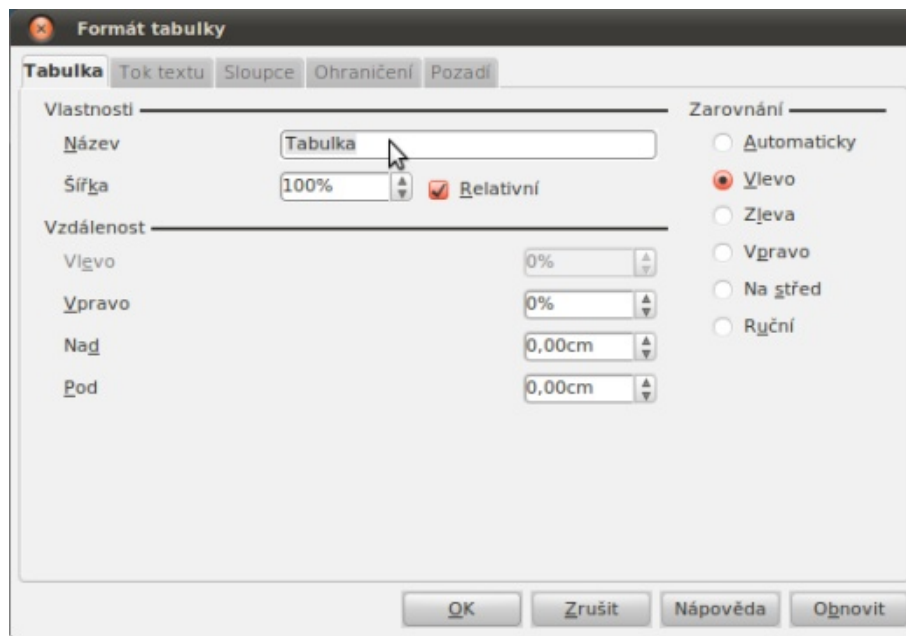 Formát tabulky
Tabulka Tok textu Sloupce Ohraničení Pozadí
Vlastnosti
Název Tabulka
Šířka 100% Relativní
Vzdálenost
Vlevo 0%
Vpravo 0%
Nad 0,00cm
Pod 0,00cm
Zarovnání
Automaticky
Vlevo
Zleva
Vpravo
Na střed
Ruční
OK Zrušit Nápověda Obnovit